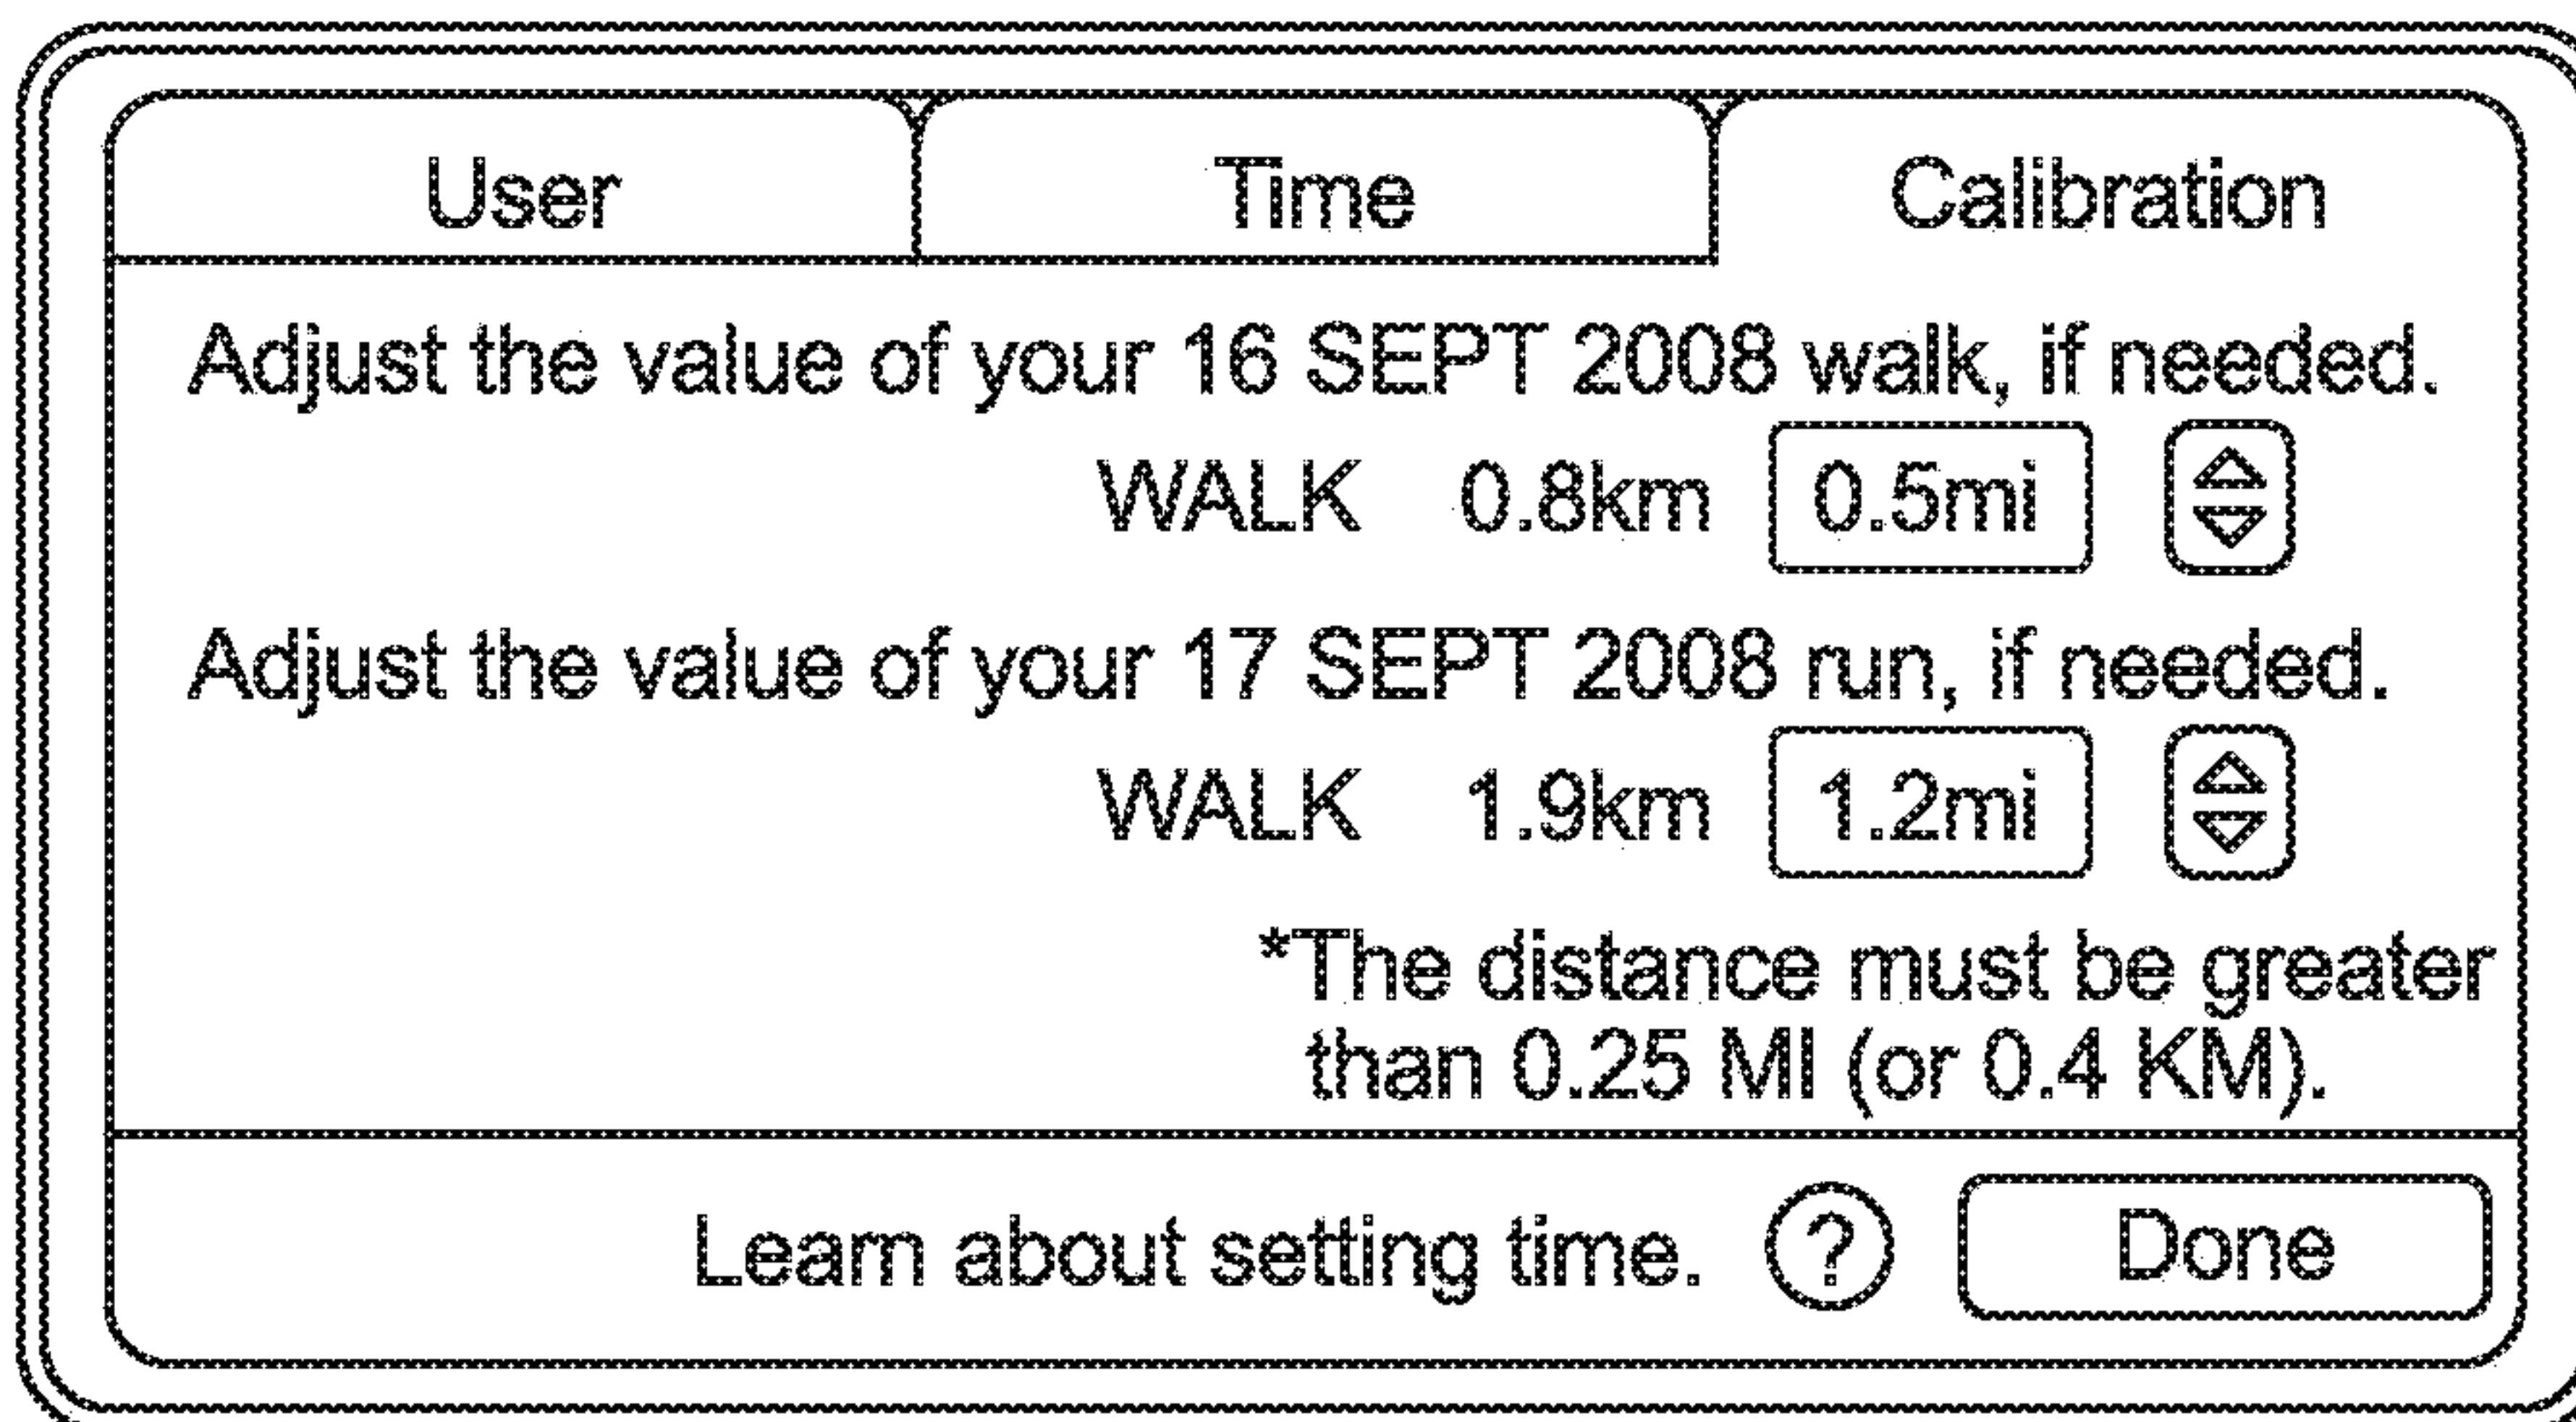 User Time Calibration
Adjust the value of your 16 SEPT 2008 walk, if needed.
WALK 0.8km 0.5mi
Adjust the value of your 17 SEPT 2008 run, if needed.
WALK 1.9km 1.2mi
*The distance must be greater
than 0.25 MI (or 0.4 KM).
Learn about setting time. ? Done